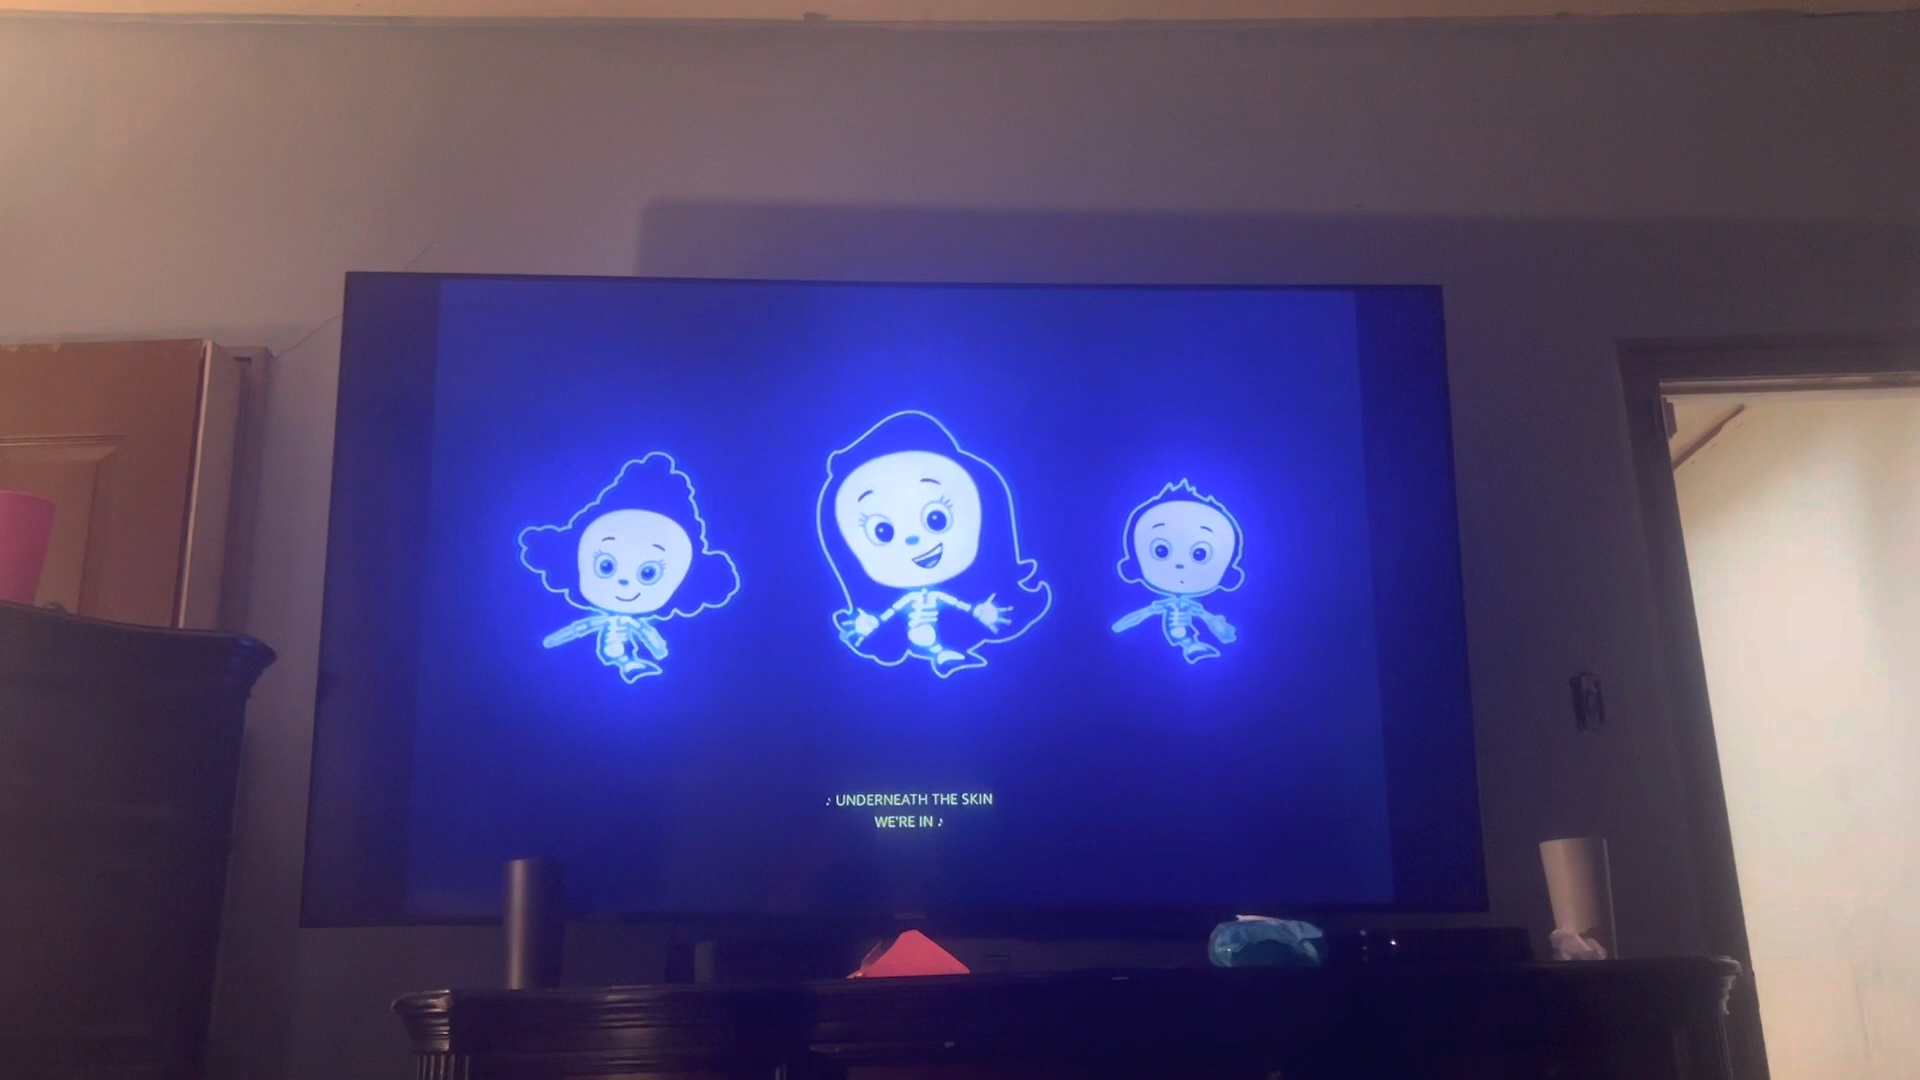 ♪ UNDERNEATH THE SKIN
WE'RE IN ♪